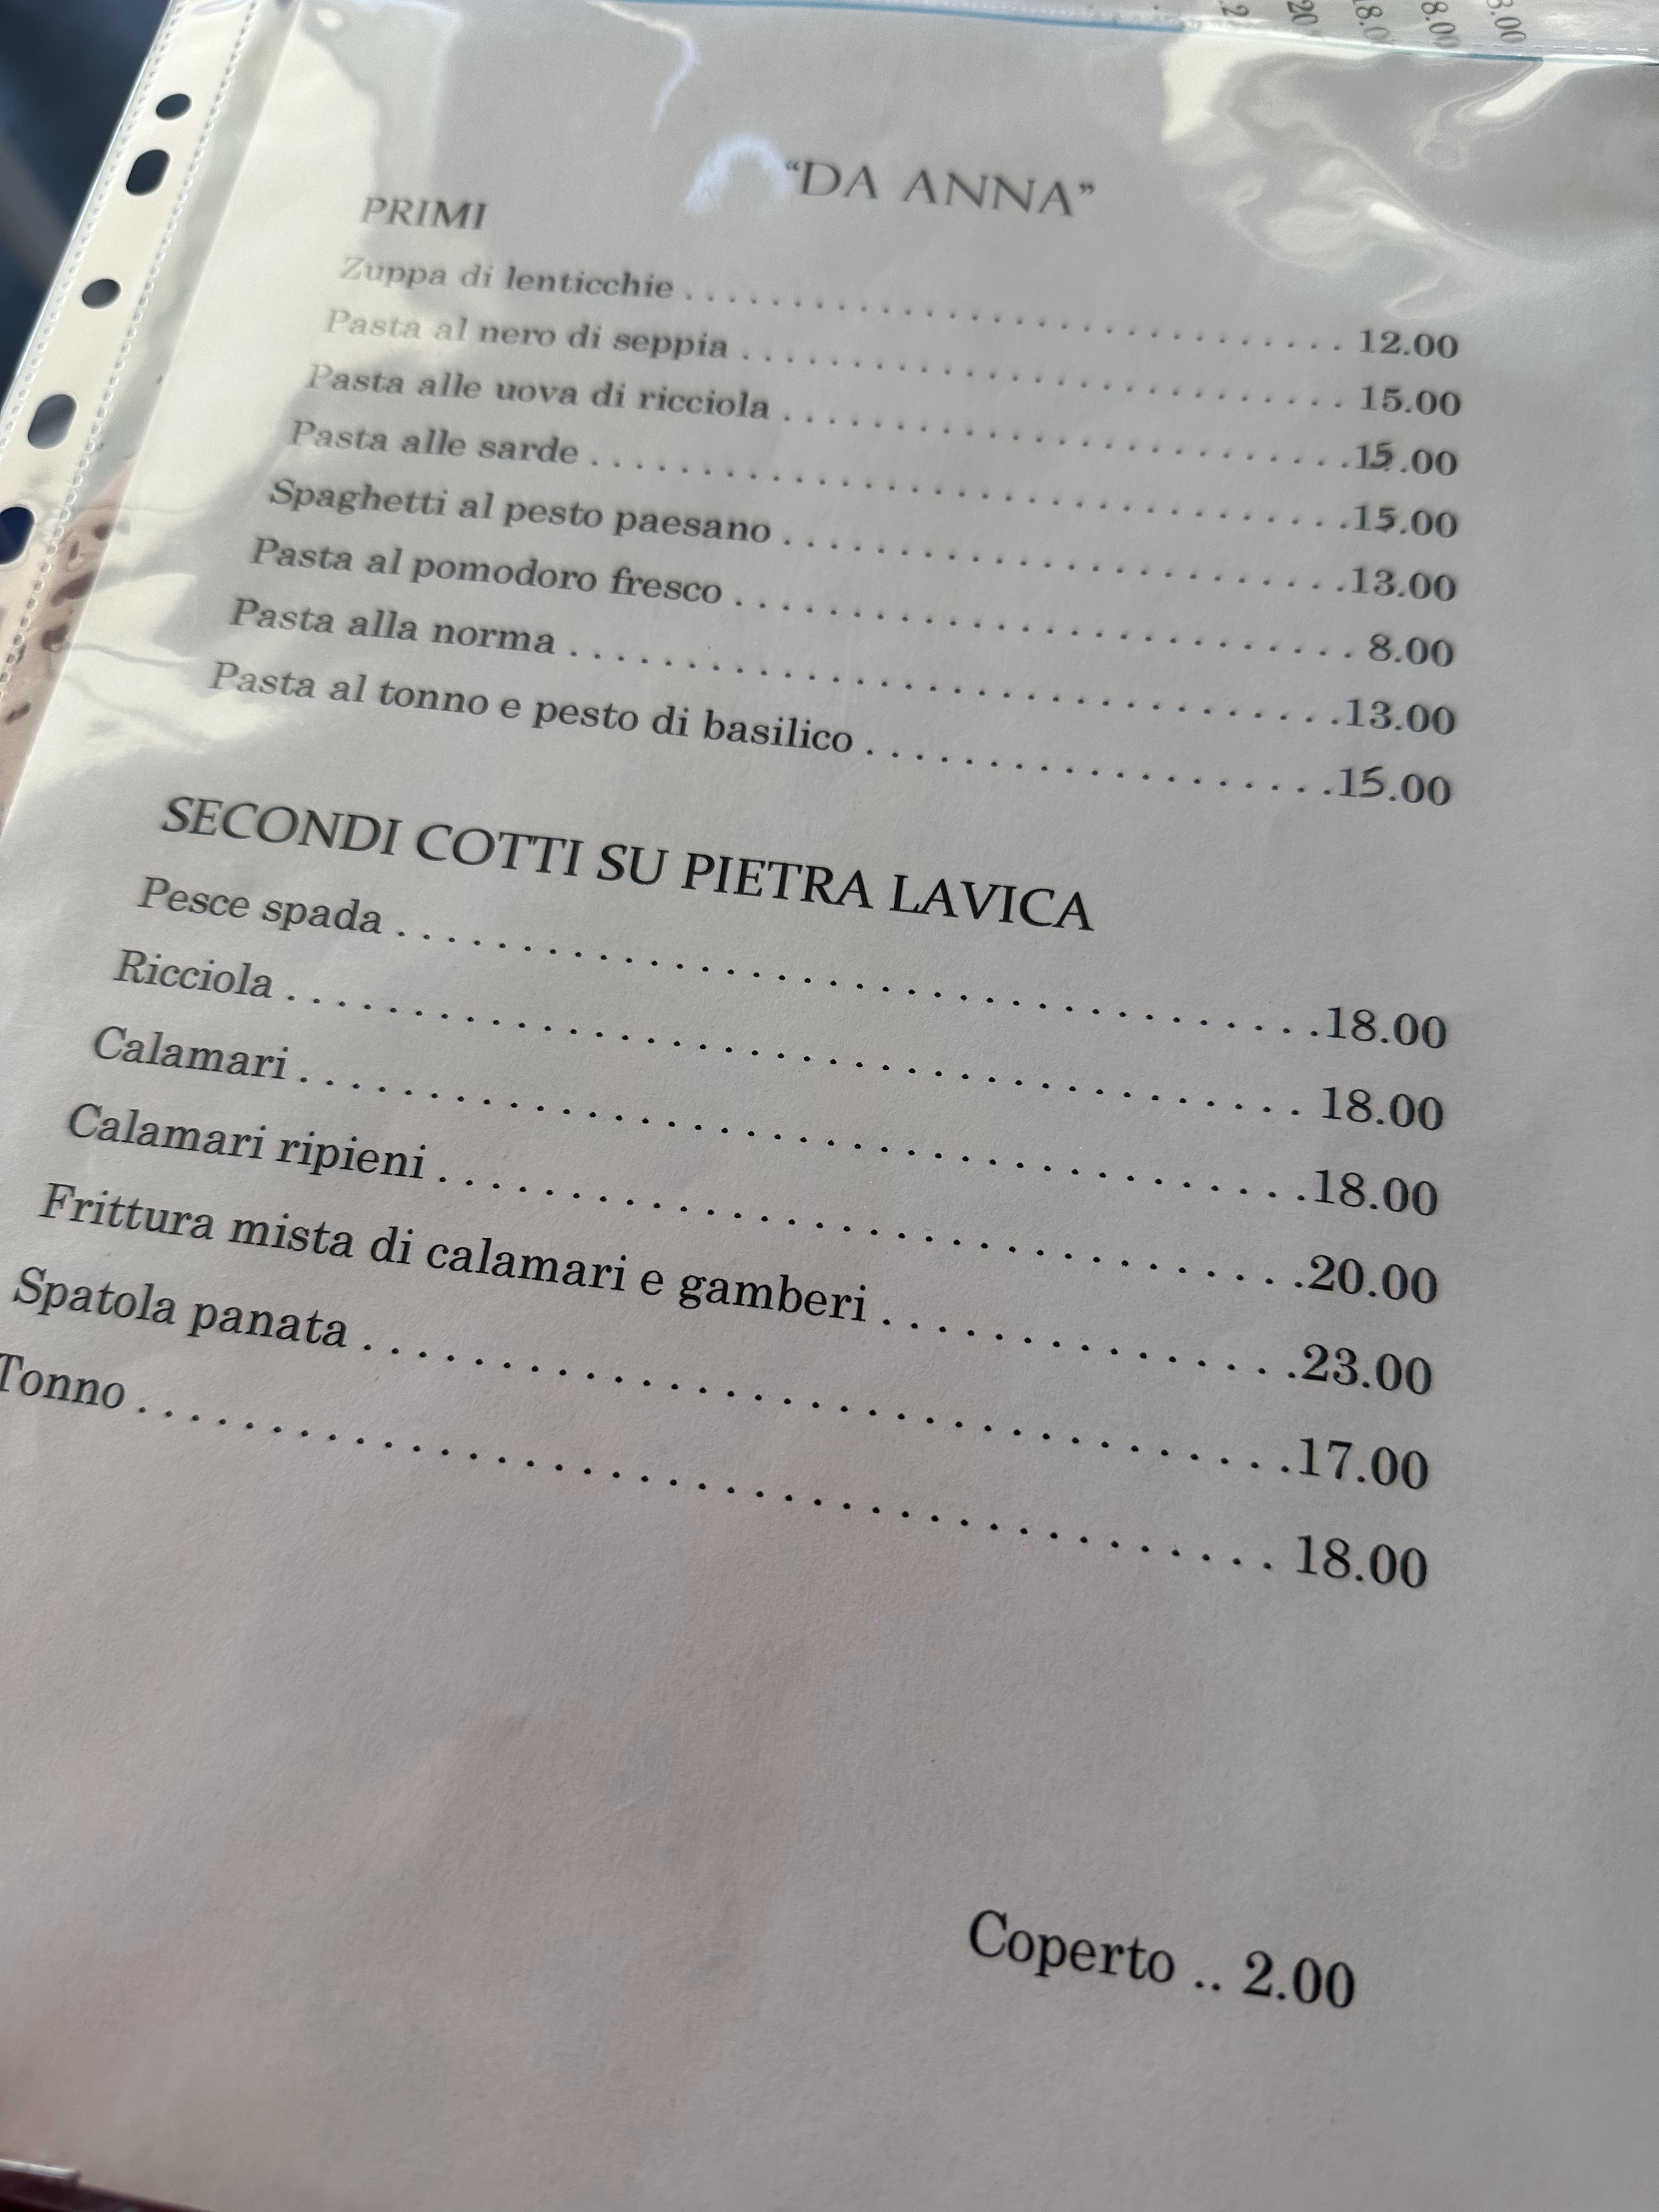 "DA ANNA"
PRIMI
Zuppa di lenticchie . . . . . . . . . . . . . . . . . . . . . . . . . . . . . . . 12.00
Pasta al nero di seppia . . . . . . . . . . . . . . . . . . . . . . . . . . . . 15.00
Pasta alle uova di ricciola . . . . . . . . . . . . . . . . . . . . . . . . . .15.00
Pasta alle sarde . . . . . . . . . . . . . . . . . . . . . . . . . . . . . . . . . .15.00
Spaghetti al pesto paesano . . . . . . . . . . . . . . . . . . . . . . . . .13.00
Pasta al pomodoro fresco . . . . . . . . . . . . . . . . . . . . . . . . . . . 8.00
Pasta alla norma . . . . . . . . . . . . . . . . . . . . . . . . . . . . . . . . .13.00
Pasta al tonno e pesto di basilico . . . . . . . . . . . . . . . . . . . .15.00
SECONDI COTTI SU PIETRA LAVICA
Pesce spada . . . . . . . . . . . . . . . . . . . . . . . . . . . . . . . . . . . .18.00
Ricciola . . . . . . . . . . . . . . . . . . . . . . . . . . . . . . . . . . . . . . . 18.00
Calamari . . . . . . . . . . . . . . . . . . . . . . . . . . . . . . . . . . . . . .18.00
Calamari ripieni . . . . . . . . . . . . . . . . . . . . . . . . . . . . . . . .20.00
Frittura mista di calamari e gamberi . . . . . . . . . . . . . . .23.00
Spatola panata . . . . . . . . . . . . . . . . . . . . . . . . . . . . . . . . .17.00
Tonno . . . . . . . . . . . . . . . . . . . . . . . . . . . . . . . . . . . . . . . . 18.00
Coperto .. 2.00